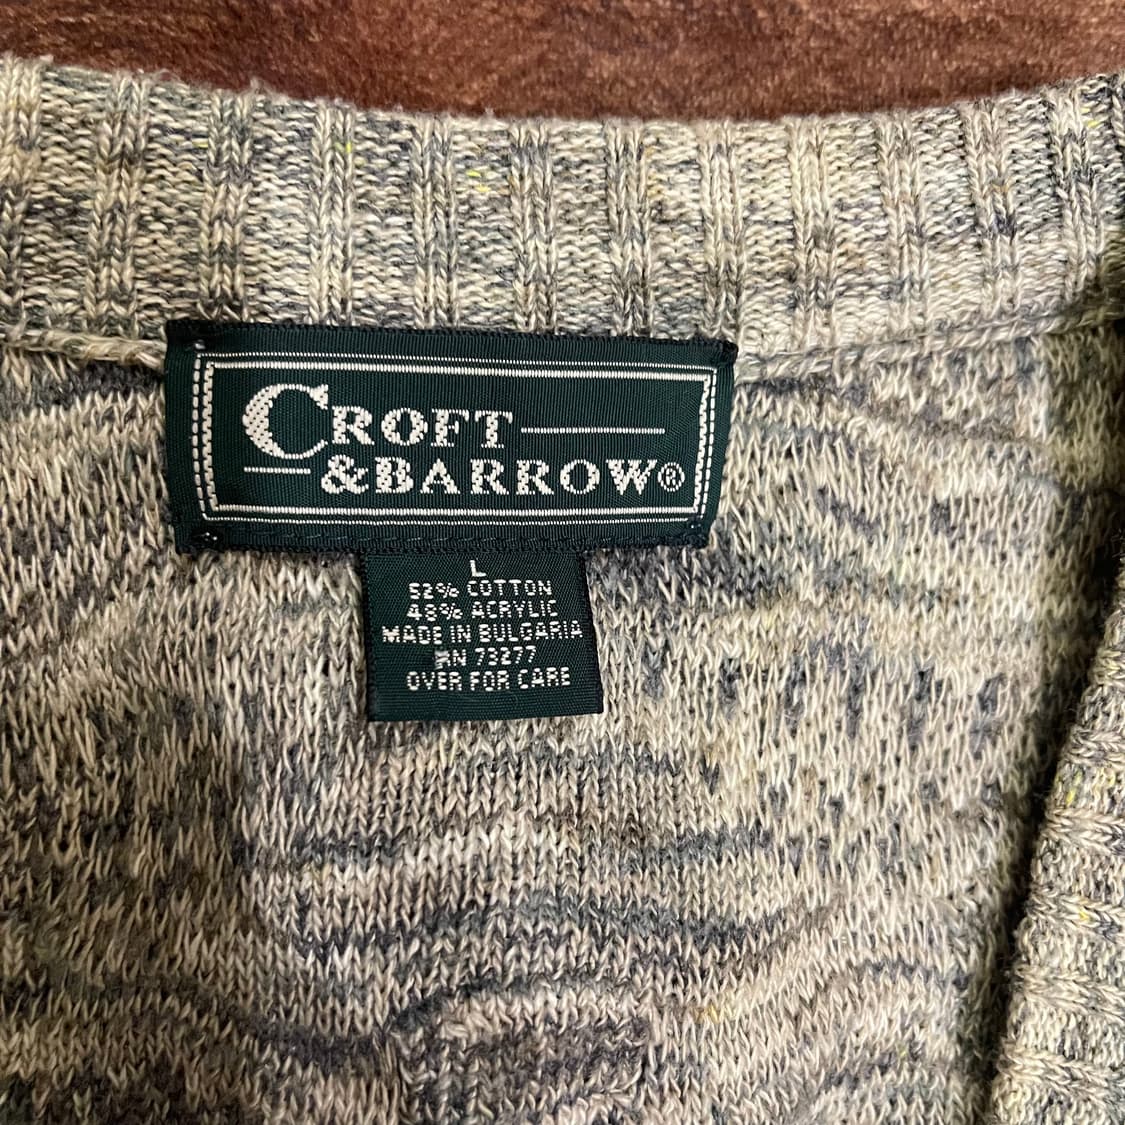 CROFT
&BARROW®
L
52% COTTON
48% ACRYLIC
MADE IN BULGARIA
RN 73277
OVER FOR CARE